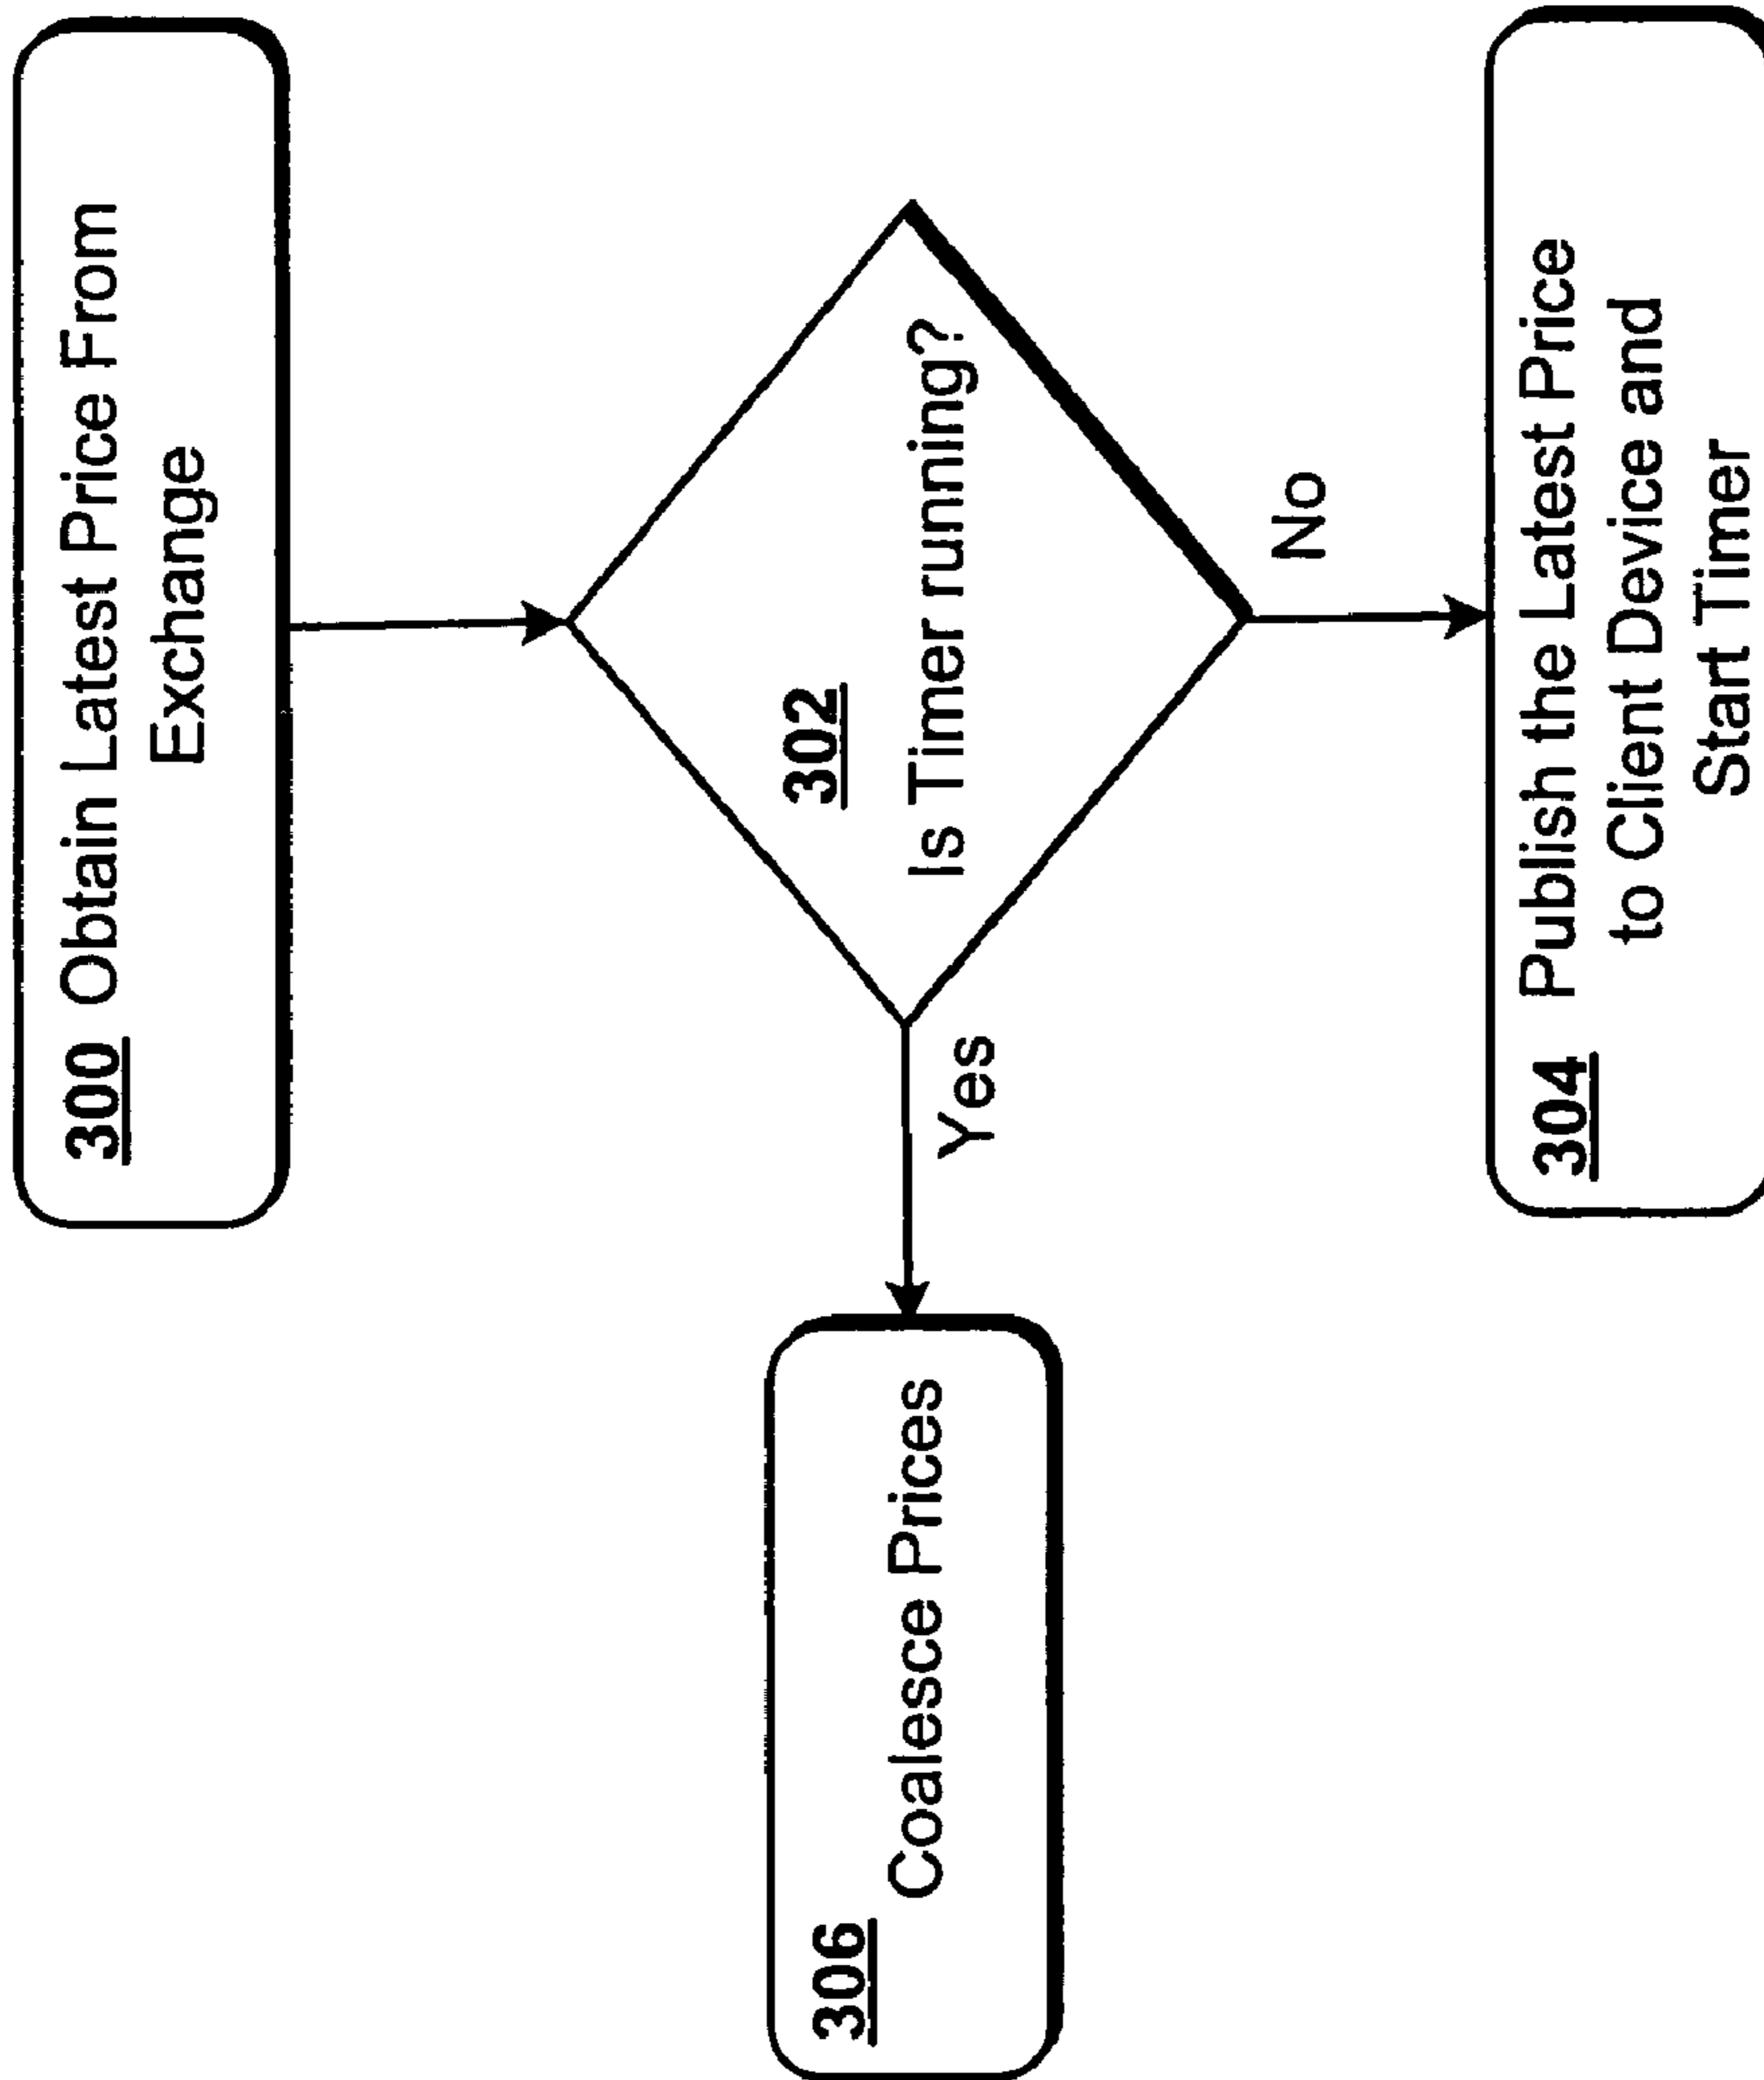 300 Obtain Latest Price From
Exchange
302
Is Timer running?
Yes
No
306
Coalesce Prices
304 Publish the Latest Price
to Client Device and
Start Timer